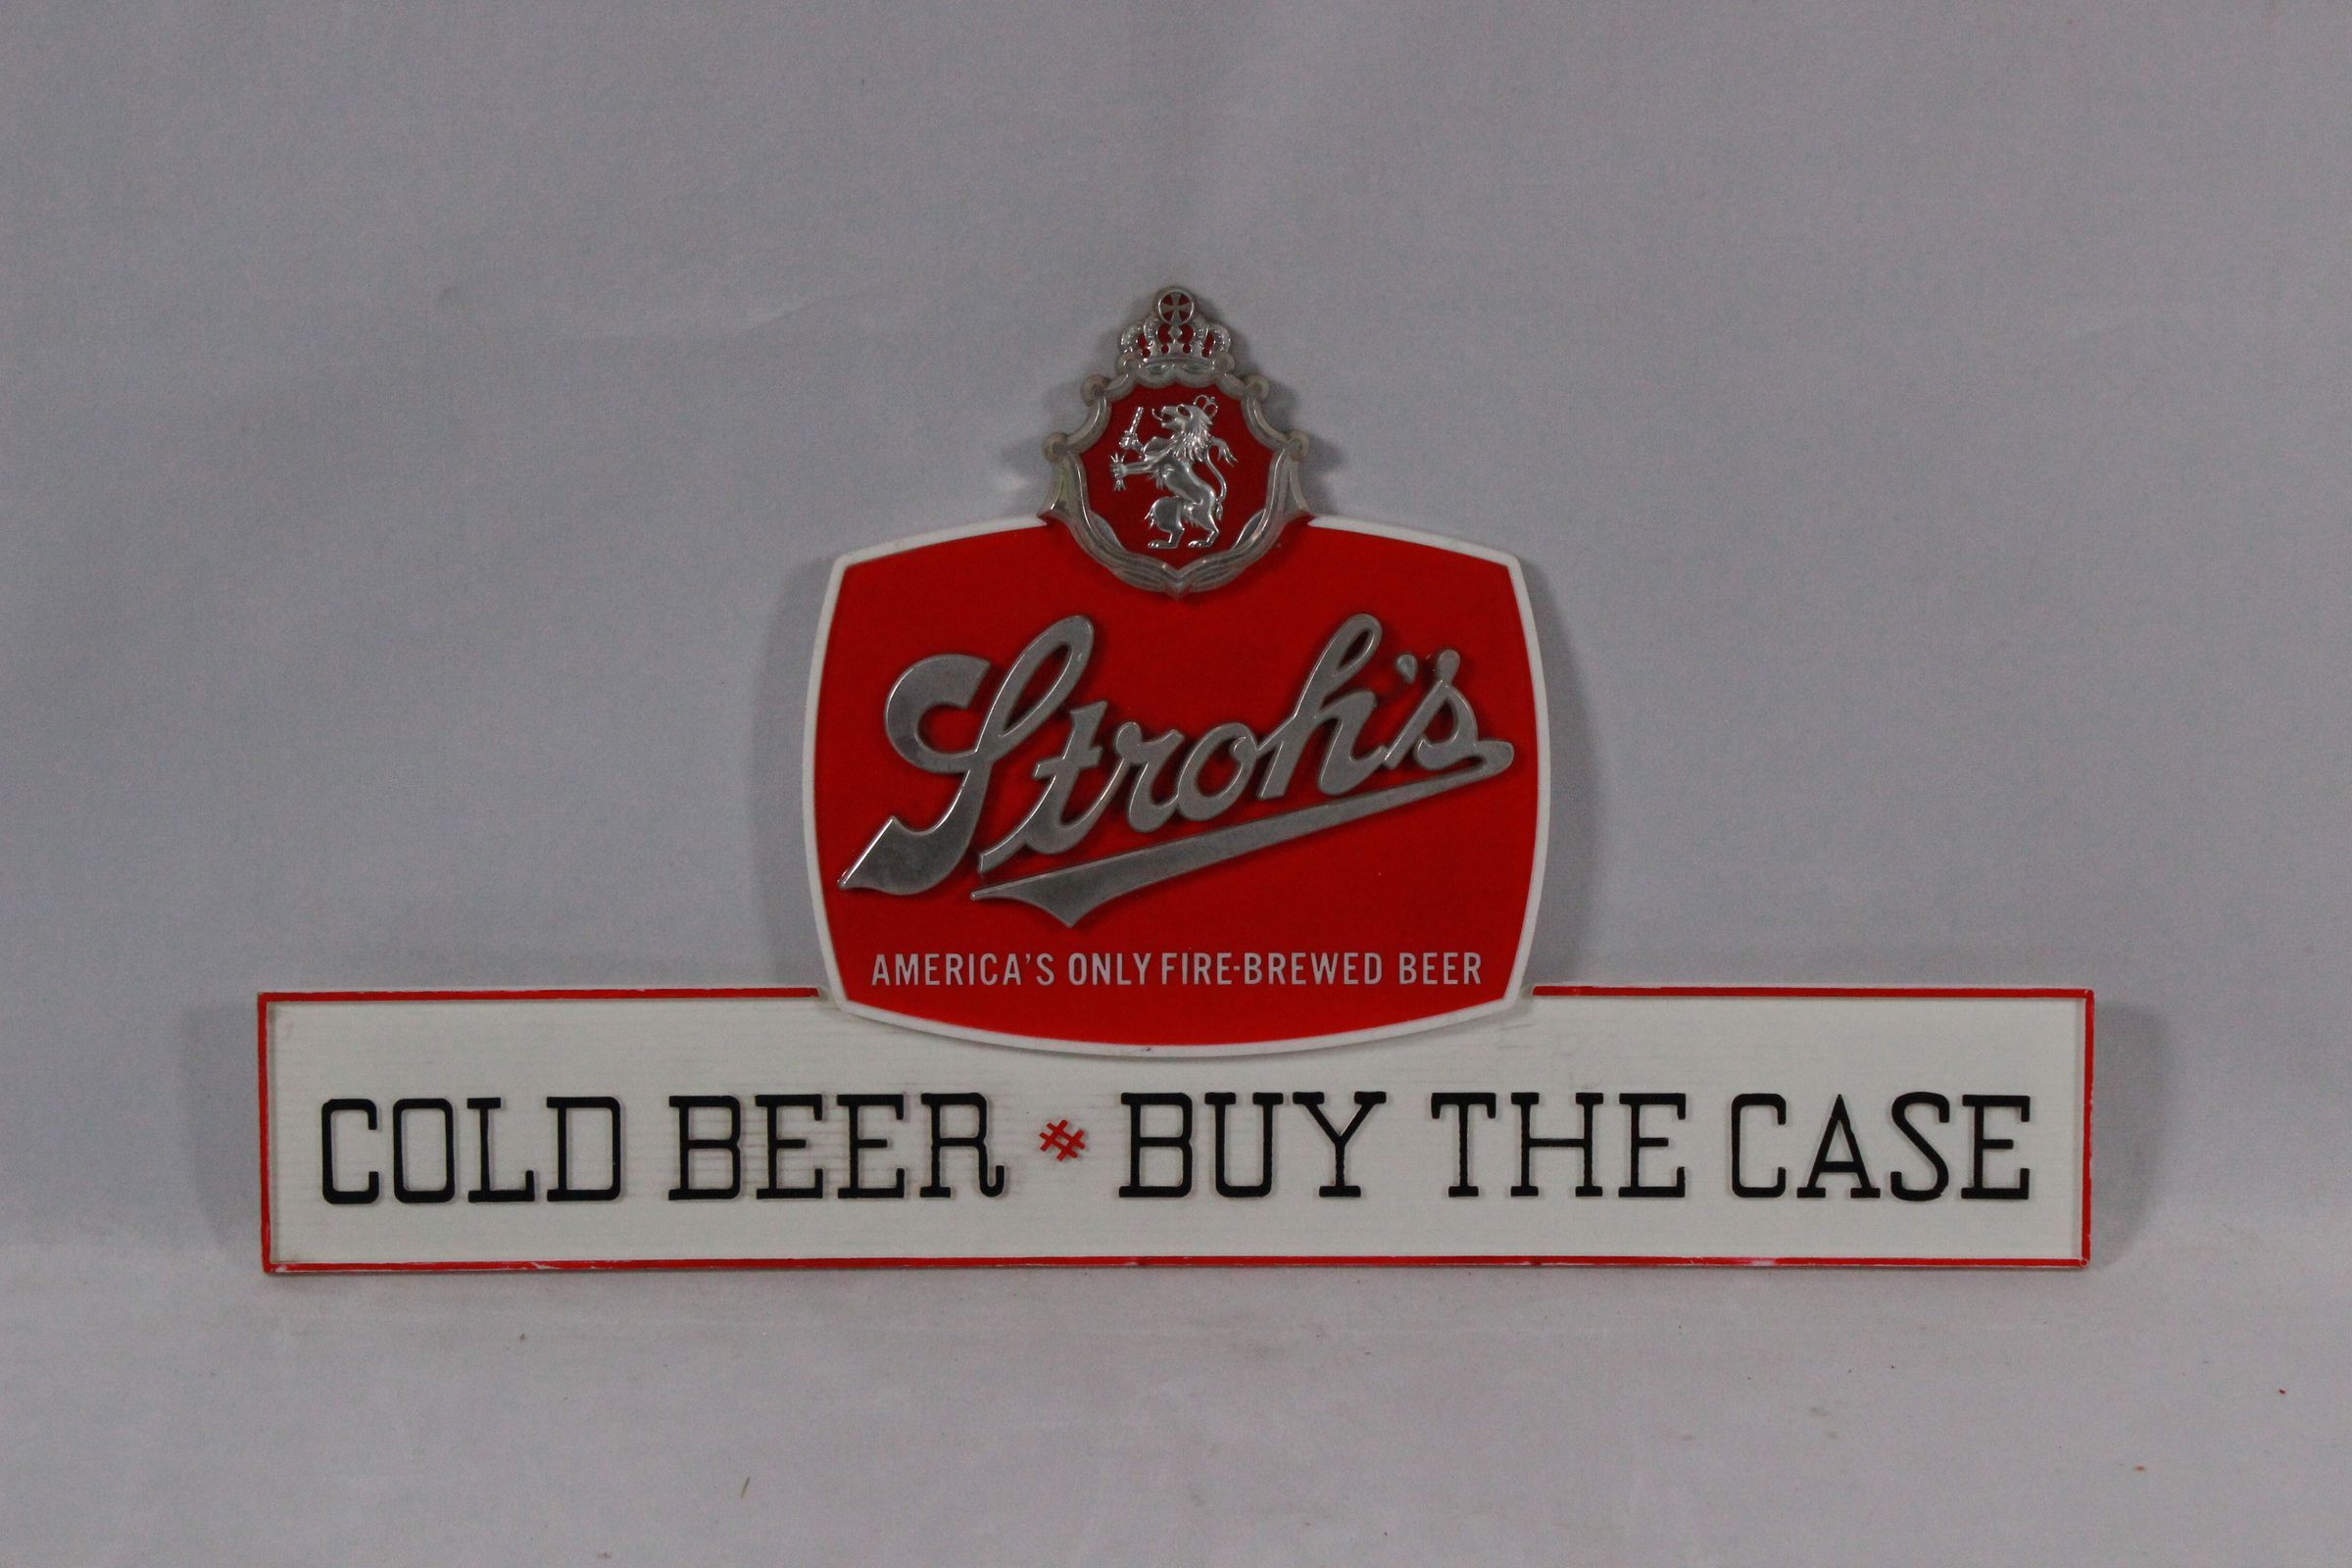 Stroh's
AMERICA'S ONLY FIRE-BREWED BEER
COLD BEER # BUY THE CASE